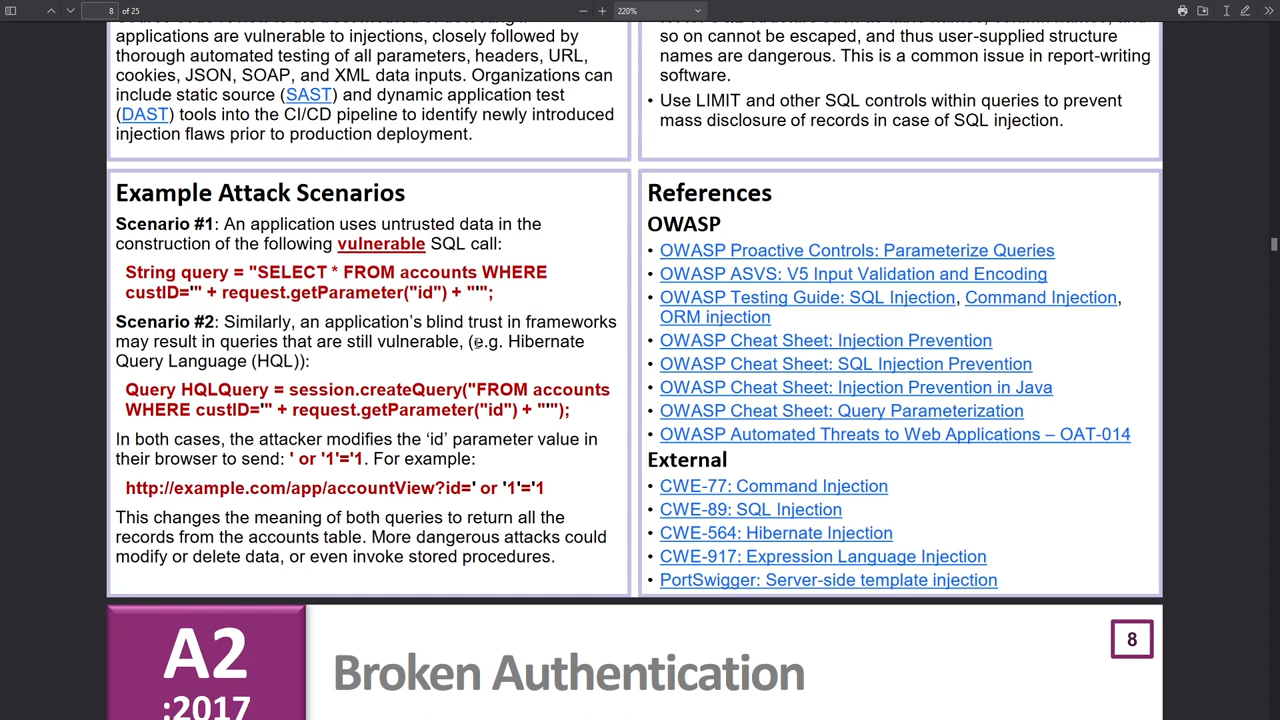 8 of 25
220%
applications are vulnerable to injections, closely followed by
thorough automated testing of all parameters, headers, URL,
cookies, JSON, SOAP, and XML data inputs. Organizations can
include static source (SAST) and dynamic application test
(DAST) tools into the CI/CD pipeline to identify newly introduced
injection flaws prior to production deployment.
so on cannot be escaped, and thus user-supplied structure
names are dangerous. This is a common issue in report-writing
software.
• Use LIMIT and other SQL controls within queries to prevent
mass disclosure of records in case of SQL injection.
Example Attack Scenarios
Scenario #1: An application uses untrusted data in the
construction of the following vulnerable SQL call:
String query = "SELECT * FROM accounts WHERE
custID='" + request.getParameter("id") + "'";
Scenario #2: Similarly, an application’s blind trust in frameworks
may result in queries that are still vulnerable, (e.g. Hibernate
Query Language (HQL)):
Query HQLQuery = session.createQuery("FROM accounts
WHERE custID='" + request.getParameter("id") + "'");
In both cases, the attacker modifies the ‘id’ parameter value in
their browser to send: ' or '1'='1. For example:
http://example.com/app/accountView?id=' or '1'='1
This changes the meaning of both queries to return all the
records from the accounts table. More dangerous attacks could
modify or delete data, or even invoke stored procedures.
References
OWASP
• OWASP Proactive Controls: Parameterize Queries
• OWASP ASVS: V5 Input Validation and Encoding
• OWASP Testing Guide: SQL Injection, Command Injection,
ORM injection
• OWASP Cheat Sheet: Injection Prevention
• OWASP Cheat Sheet: SQL Injection Prevention
• OWASP Cheat Sheet: Injection Prevention in Java
• OWASP Cheat Sheet: Query Parameterization
• OWASP Automated Threats to Web Applications – OAT-014
External
• CWE-77: Command Injection
• CWE-89: SQL Injection
• CWE-564: Hibernate Injection
• CWE-917: Expression Language Injection
• PortSwigger: Server-side template injection
A2
:2017
Broken Authentication
8